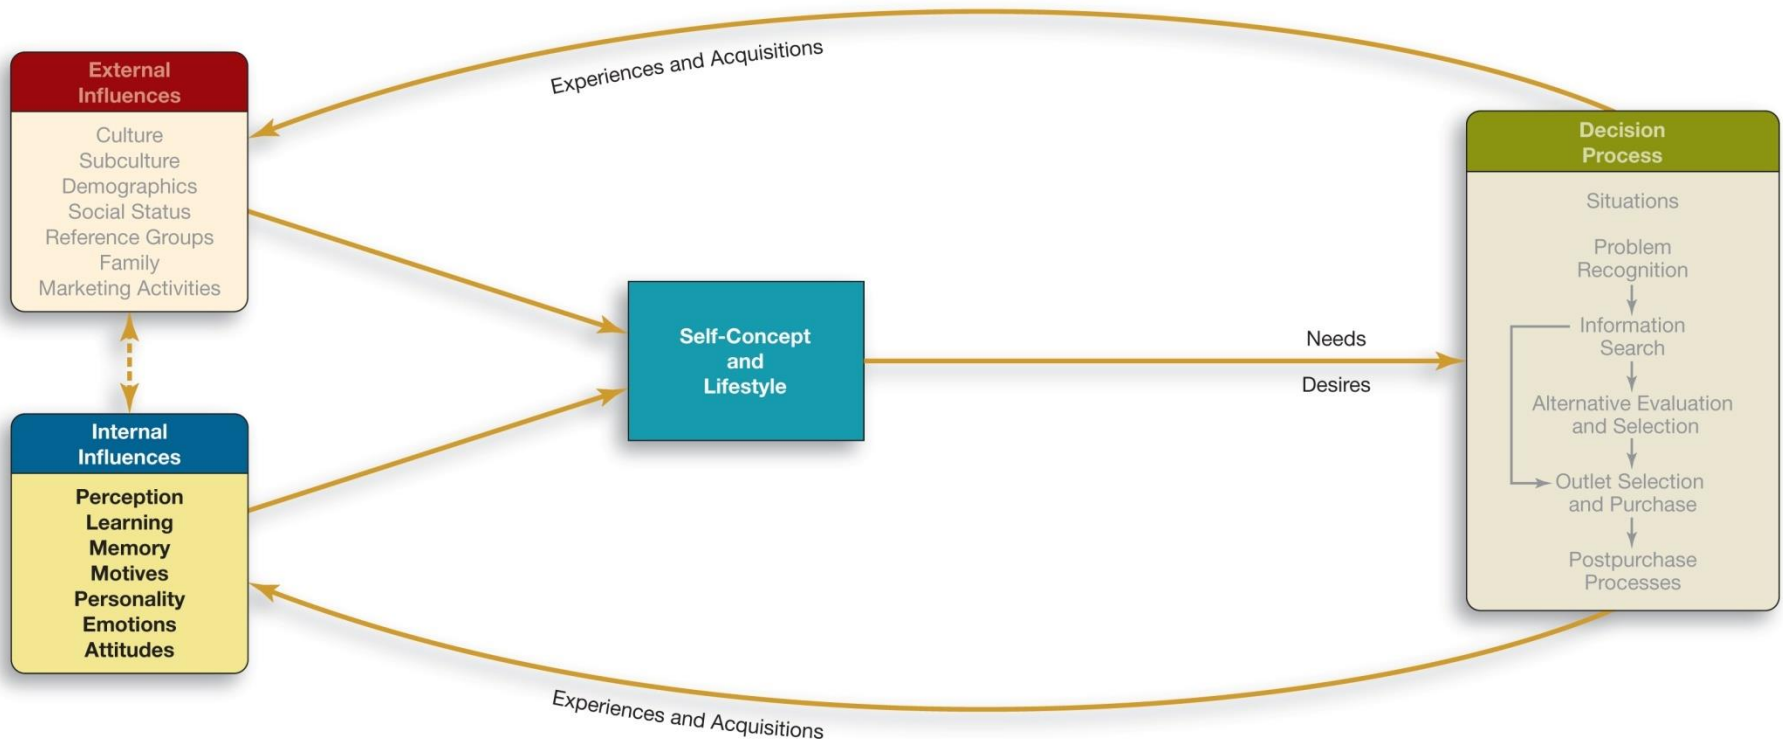 Experiences and Acquisitions
External
Influences
Culture
Subculture
Demographics
Social Status
Reference Groups
Family
Marketing Activities
Internal
Influences
Perception
Learning
Memory
Motives
Personality
Emotions
Attitudes
Self-Concept
and
Lifestyle
Needs
Desires
Decision
Process
Situations
Problem
Recognition
Information
Search
Alternative Evaluation
and Selection
Outlet Selection
and Purchase
Postpurchase
Processes
Experiences and Acquisitions